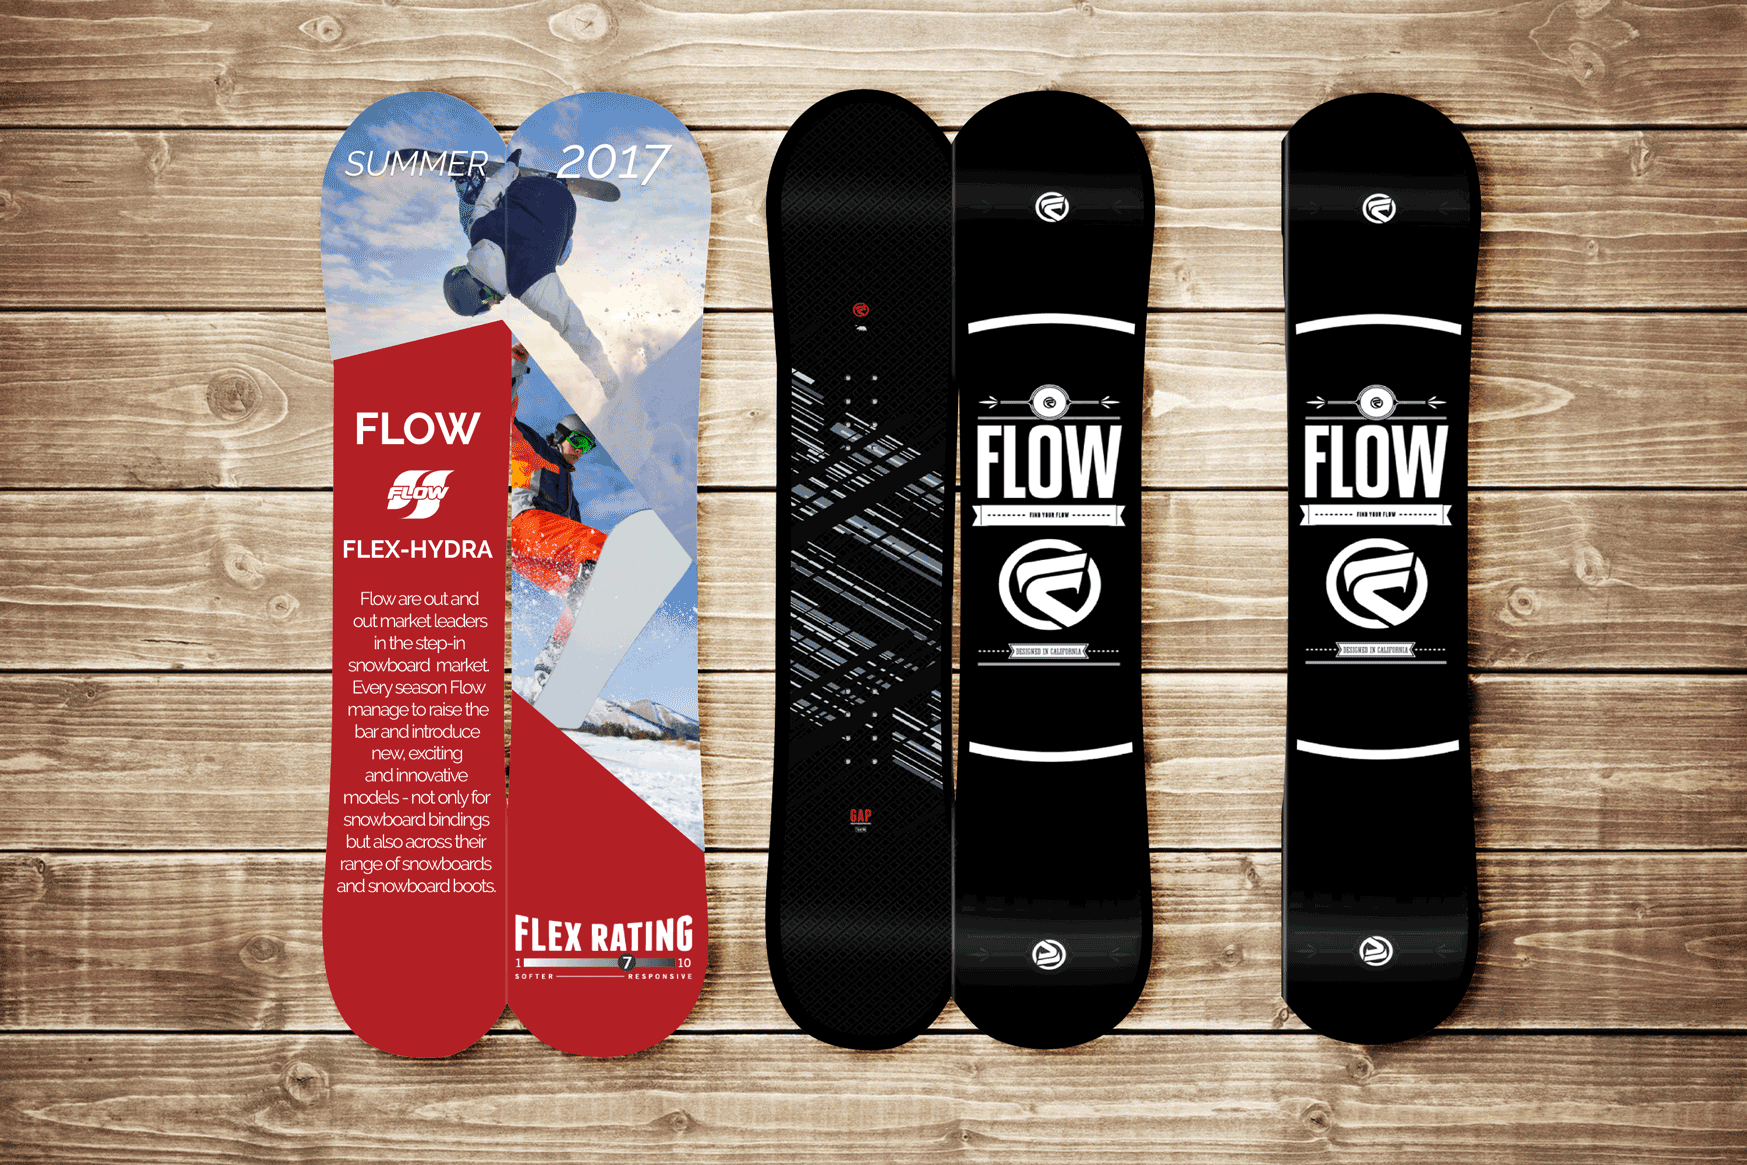 SUMMER 2017
FLOW
FLOW
FLEX-HYDRA
Flow are out and
out market leaders
in the step-in
snowboard market.
Every season Flow
manage to raise the
bar and introduce
new, exciting
and innovative
models - not only for
snowboard bindings
but also across their
range of snowboards
and snowboard boots.
FLEX RATING
1 7 10
SOFTER RESPONSIVE
GAP
FLOW
FIND YOUR FLOW
DESIGNED IN CALIFORNIA
FLOW
FIND YOUR FLOW
DESIGNED IN CALIFORNIA